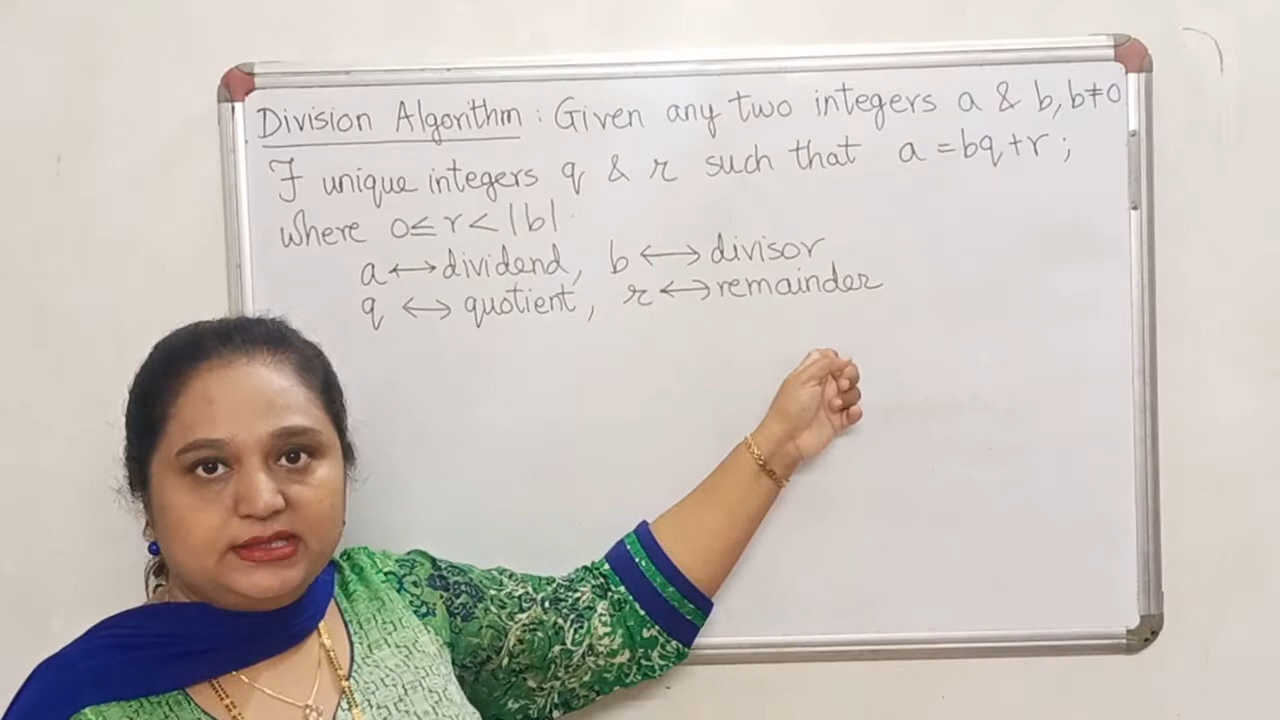 Division Algorithm : Given any two integers a & b, b≠0
∃ unique integers q & r such that a = bq + r ;
where 0 ≤ r < |b|.
a ↔ dividend, b ↔ divisor
q ↔ quotient, r ↔ remainder